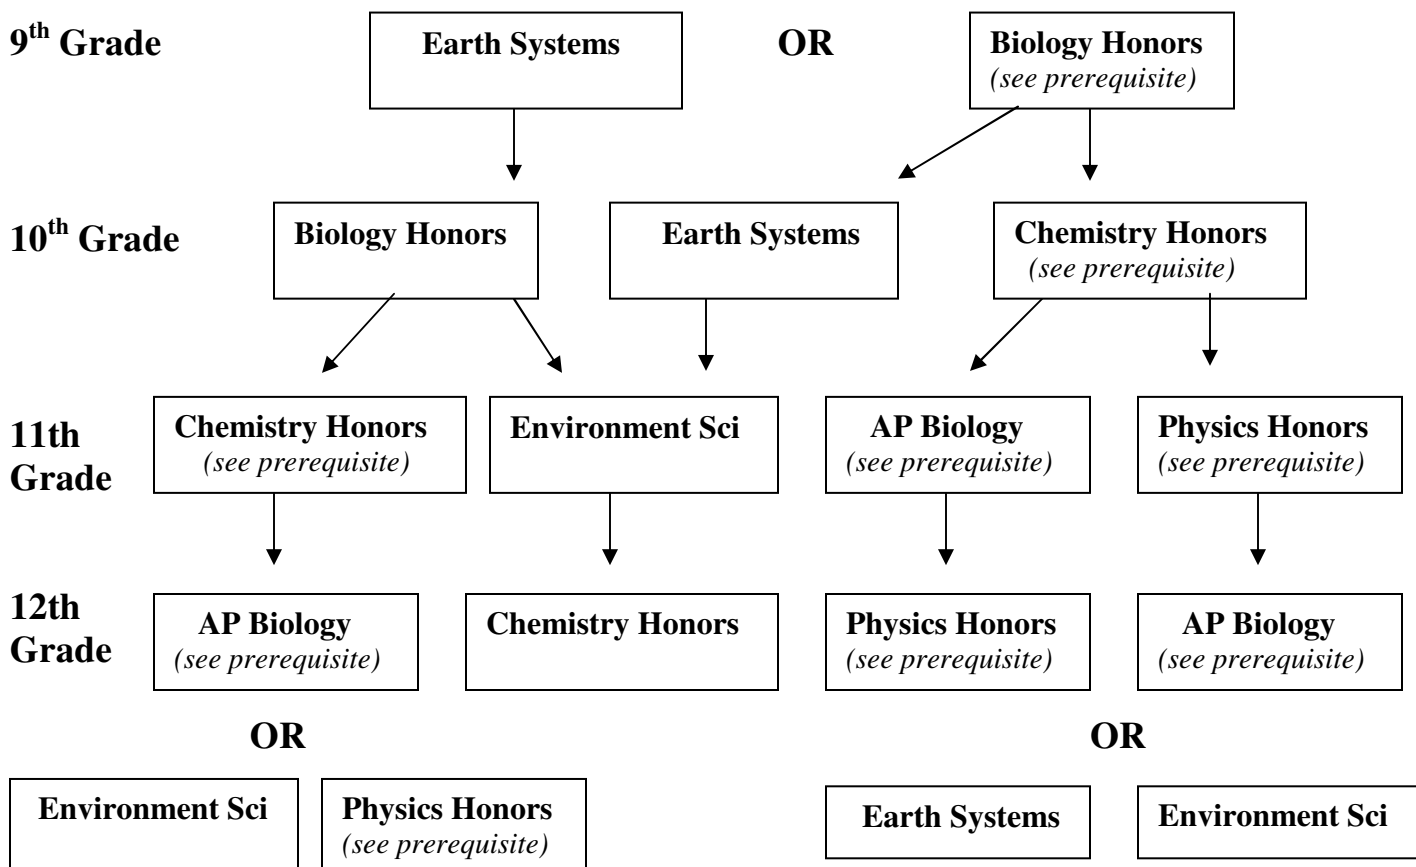 9th Grade
Earth Systems
OR
Biology Honors
(see prerequisite)
10th Grade
Biology Honors
Earth Systems
Chemistry Honors
(see prerequisite)
11th
Grade
Chemistry Honors
(see prerequisite)
Environment Sci
AP Biology
(see prerequisite)
Physics Honors
(see prerequisite)
12th
Grade
AP Biology
(see prerequisite)
Chemistry Honors
Physics Honors
(see prerequisite)
AP Biology
(see prerequisite)
OR
OR
Environment Sci
Physics Honors
(see prerequisite)
Earth Systems
Environment Sci